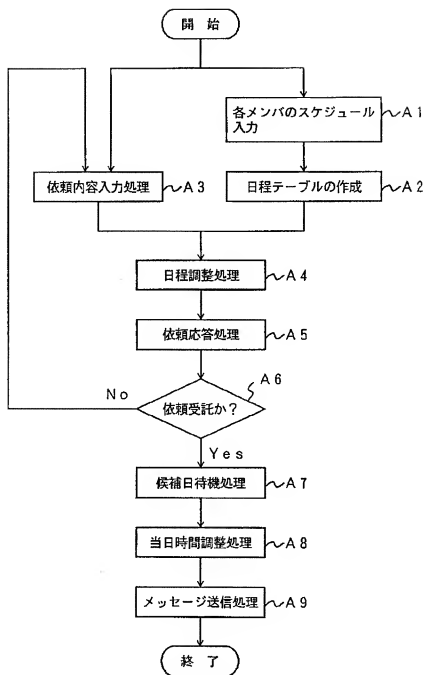 開 始
各メンバのスケジュール
入力
A1
依頼内容入力処理
A3
日程テーブルの作成
A2
日程調整処理
A4
依頼応答処理
A5
A6
No
依頼受託か？
Yes
候補日待機処理
A7
当日時間調整処理
A8
メッセージ送信処理
A9
終 了